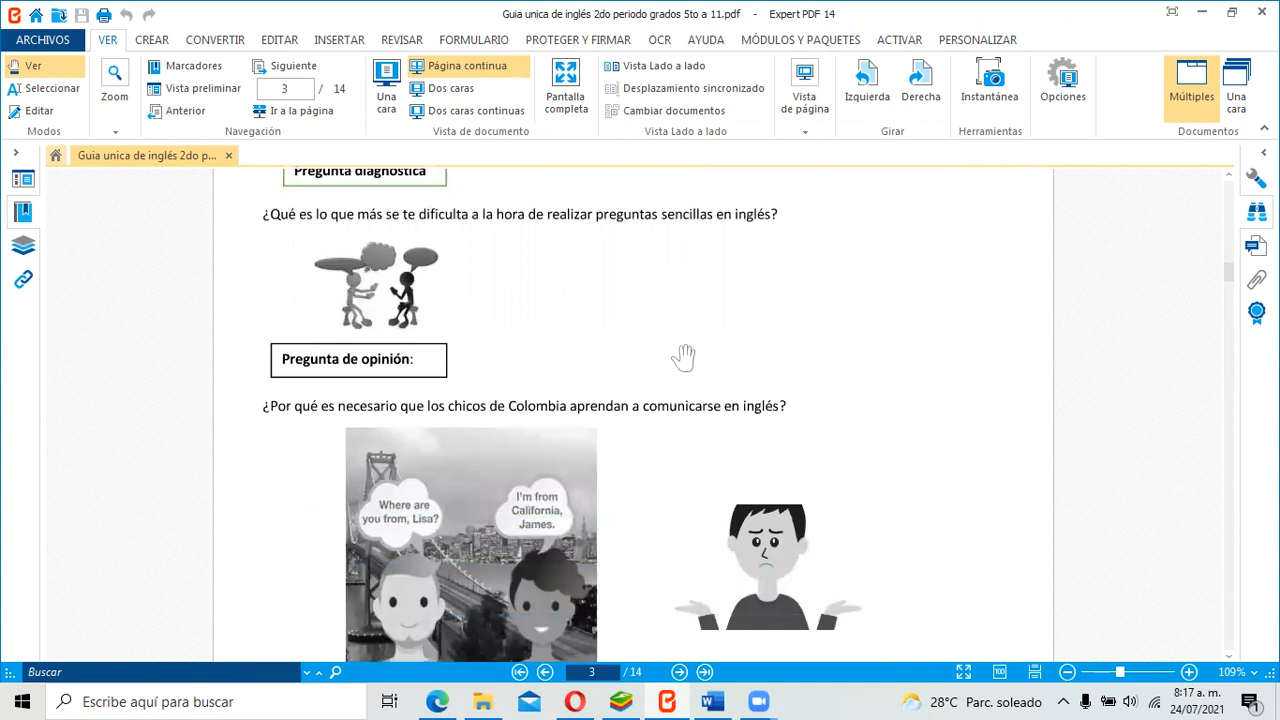 Guia unica de inglés 2do periodo grados 5to a 11.pdf - Expert PDF 14
ARCHIVOS VER CREAR CONVERTIR EDITAR INSERTAR REVISAR FORMULARIO PROTEGER Y FIRMAR OCR AYUDA MÓDULOS Y PAQUETES ACTIVAR PERSONALIZAR
Ver
Seleccionar
Editar
Modos
Zoom
Marcadores
Vista preliminar
Anterior
Siguiente
3 / 14
Ir a la página
Navegación
Una
cara
Página continua
Dos caras
Dos caras continuas
Vista de documento
Pantalla
completa
Vista Lado a lado
Desplazamiento sincronizado
Cambiar documentos
Vista Lado a lado
Vista
de página
Izquierda
Derecha
Girar
Instantánea
Herramientas
Opciones
Múltiples
Una
cara
Documentos
Guia unica de inglés 2do p...
Pregunta diagnóstica
¿Qué es lo que más se te dificulta a la hora de realizar preguntas sencillas en inglés?
Pregunta de opinión:
¿Por qué es necesario que los chicos de Colombia aprendan a comunicarse en inglés?
Where are
you from, Lisa?
I'm from
California,
James.
Buscar
3 / 14
109%
Escribe aquí para buscar
28°C Parc. soleado
8:17 a. m.
24/07/2021
1